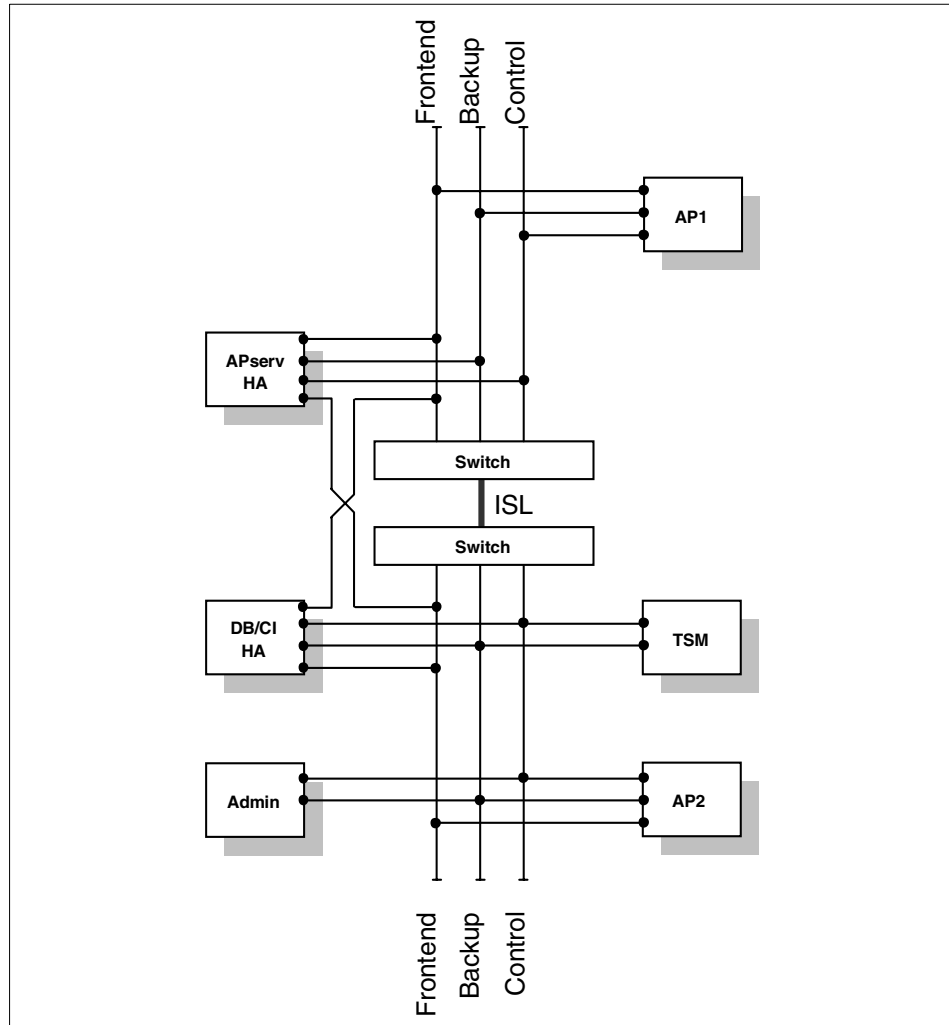 Frontend
Backup
Control
AP1
APserv
HA
Switch
ISL
Switch
DB/CI
HA
TSM
Admin
AP2
Frontend
Backup
Control